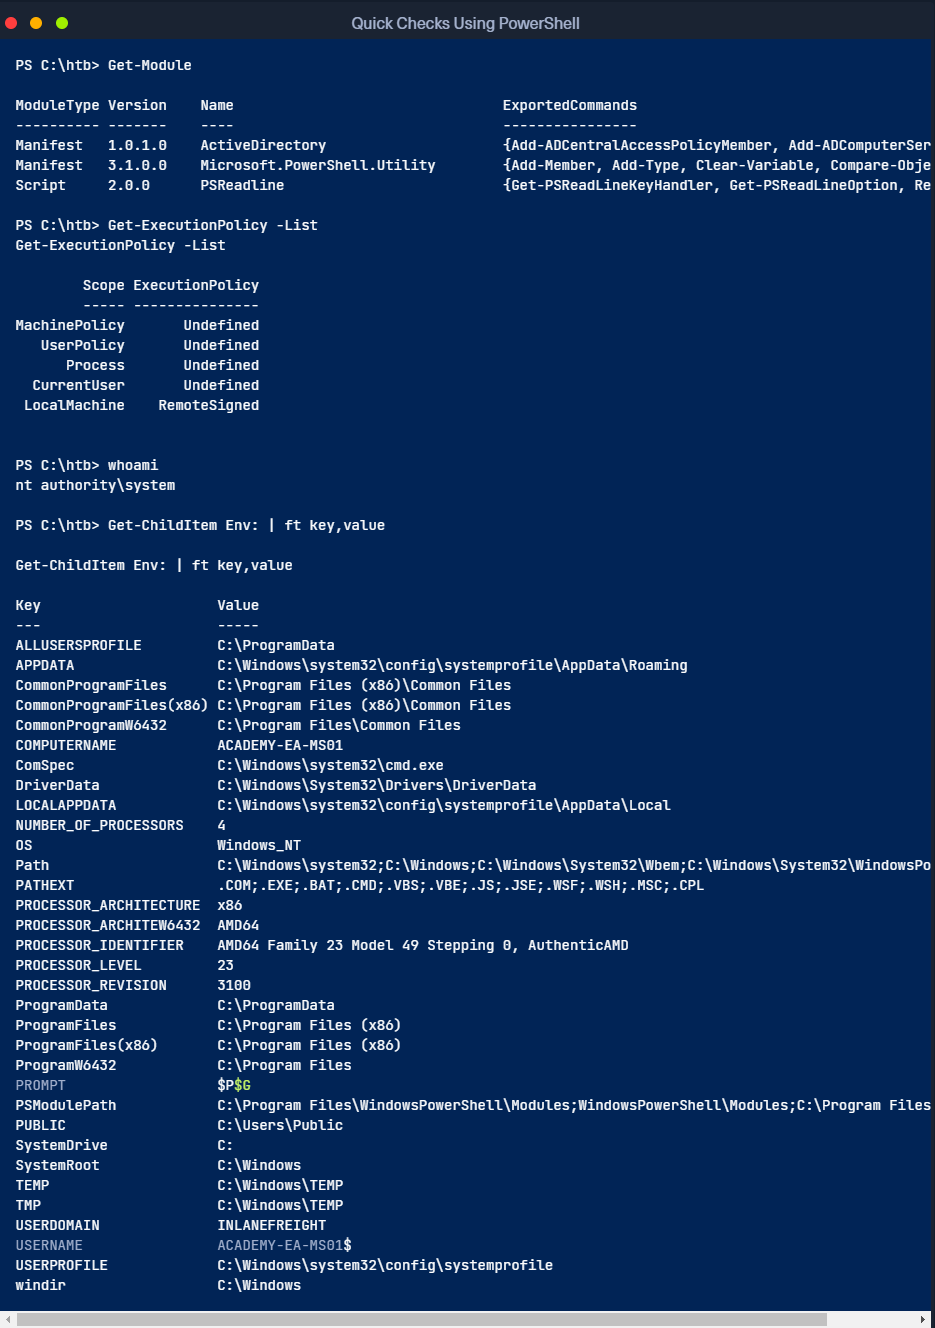 Quick Checks Using PowerShell
PS C:\htb> Get-Module
ModuleType Version    Name                                ExportedCommands
---------- -------    ----                                ----------------
Manifest   1.0.1.0    ActiveDirectory                     {Add-ADCentralAccessPolicyMember, Add-ADComputerSer
Manifest   3.1.0.0    Microsoft.PowerShell.Utility        {Add-Member, Add-Type, Clear-Variable, Compare-Obje
Script     2.0.0      PSReadline                          {Get-PSReadLineKeyHandler, Get-PSReadLineOption, Re
PS C:\htb> Get-ExecutionPolicy -List
Get-ExecutionPolicy -List
        Scope ExecutionPolicy
        ----- ---------------
MachinePolicy       Undefined
   UserPolicy       Undefined
      Process       Undefined
  CurrentUser       Undefined
 LocalMachine    RemoteSigned
PS C:\htb> whoami
nt authority\system
PS C:\htb> Get-ChildItem Env: | ft key,value
Get-ChildItem Env: | ft key,value
Key                     Value
---                     -----
ALLUSERSPROFILE         C:\ProgramData
APPDATA                 C:\Windows\system32\config\systemprofile\AppData\Roaming
CommonProgramFiles      C:\Program Files (x86)\Common Files
CommonProgramFiles(x86) C:\Program Files (x86)\Common Files
CommonProgramW6432      C:\Program Files\Common Files
COMPUTERNAME            ACADEMY-EA-MS01
ComSpec                 C:\Windows\system32\cmd.exe
DriverData              C:\Windows\System32\Drivers\DriverData
LOCALAPPDATA            C:\Windows\system32\config\systemprofile\AppData\Local
NUMBER_OF_PROCESSORS    4
OS                      Windows_NT
Path                    C:\Windows\system32;C:\Windows;C:\Windows\System32\Wbem;C:\Windows\System32\WindowsPo
PATHEXT                 .COM;.EXE;.BAT;.CMD;.VBS;.VBE;.JS;.JSE;.WSF;.WSH;.MSC;.CPL
PROCESSOR_ARCHITECTURE  x86
PROCESSOR_ARCHITEW6432  AMD64
PROCESSOR_IDENTIFIER    AMD64 Family 23 Model 49 Stepping 0, AuthenticAMD
PROCESSOR_LEVEL         23
PROCESSOR_REVISION      3100
ProgramData             C:\ProgramData
ProgramFiles            C:\Program Files (x86)
ProgramFiles(x86)       C:\Program Files (x86)
ProgramW6432            C:\Program Files
PROMPT                  $P$G
PSModulePath            C:\Program Files\WindowsPowerShell\Modules;WindowsPowerShell\Modules;C:\Program Files
PUBLIC                  C:\Users\Public
SystemDrive             C:
SystemRoot              C:\Windows
TEMP                    C:\Windows\TEMP
TMP                     C:\Windows\TEMP
USERDOMAIN              INLANEFREIGHT
USERNAME                ACADEMY-EA-MS01$
USERPROFILE             C:\Windows\system32\config\systemprofile
windir                  C:\Windows